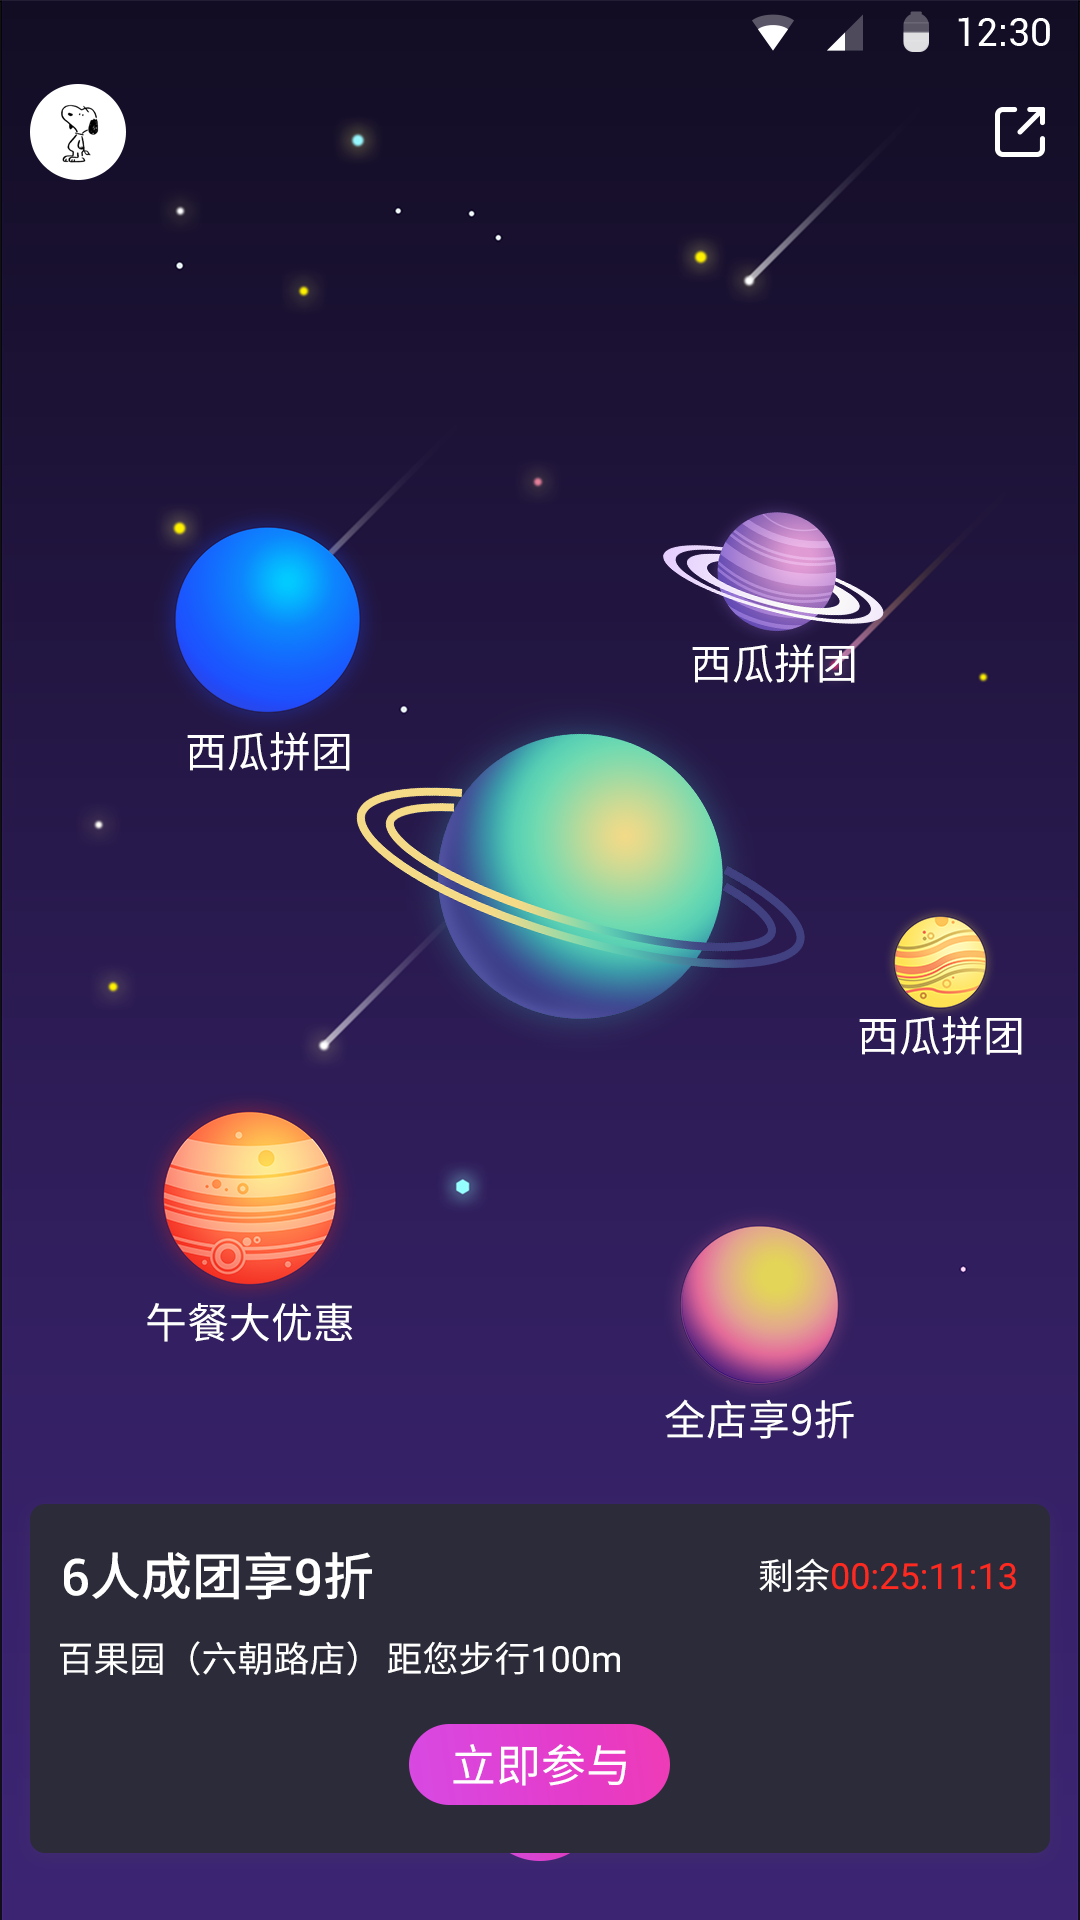 12:30
西瓜拼团
西瓜拼团
西瓜拼团
午餐大优惠
全店享9折
6人成团享9折
剩余00:25:11:13
百果园（六朝路店） 距您步行100m
立即参与